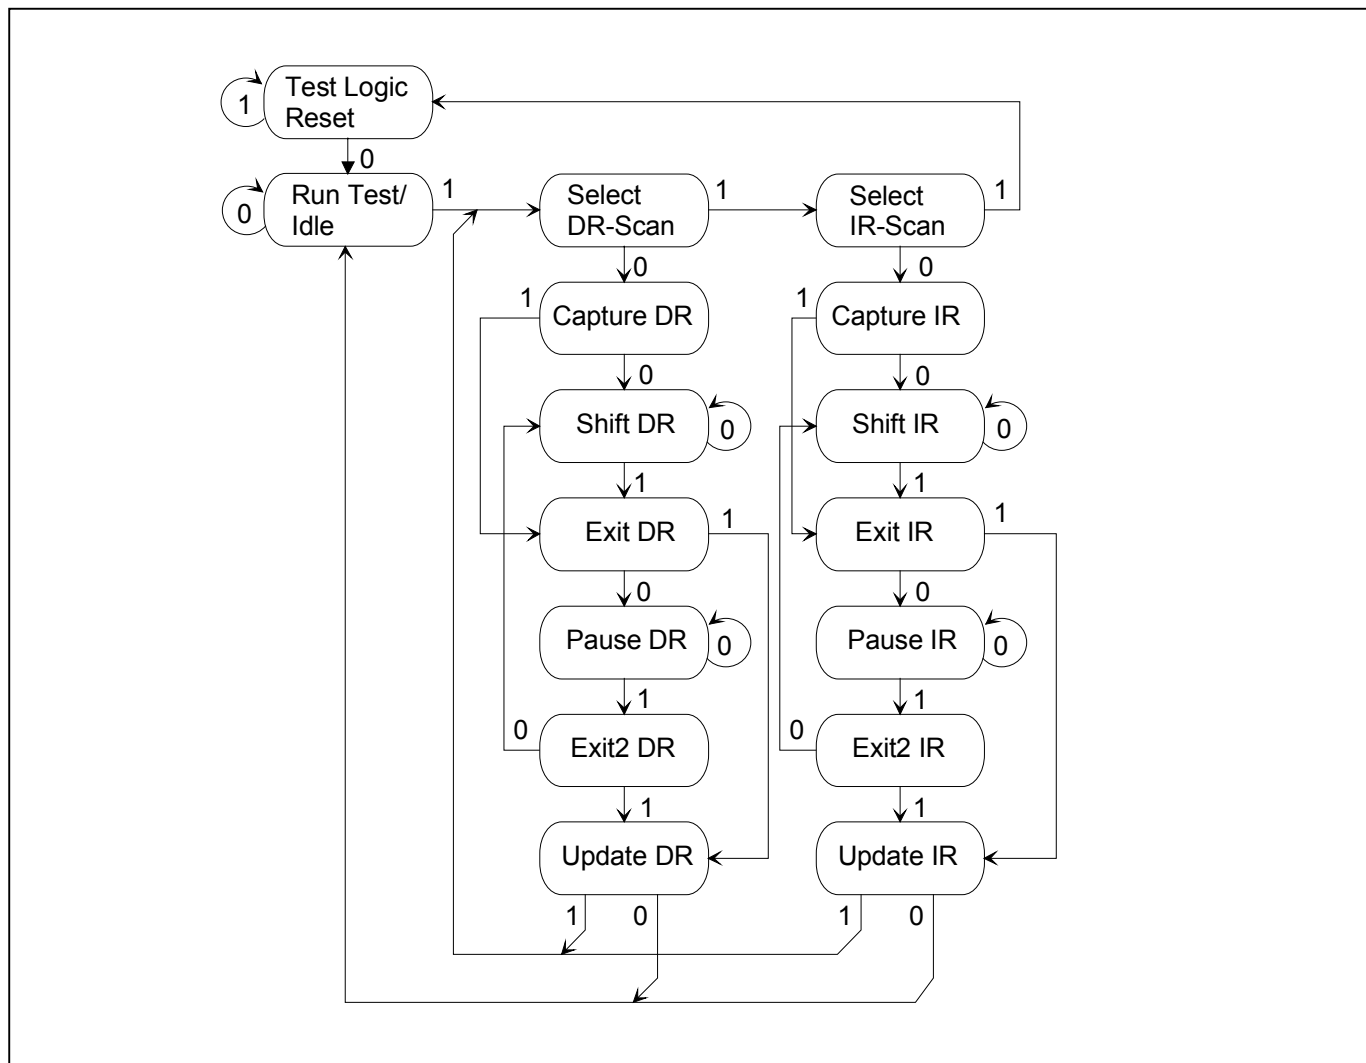 Test Logic
Reset
1
0
Run Test/
Idle
0
1
Select
DR-Scan
1
Select
IR-Scan
1
0
0
1
Capture DR
1
Capture IR
0
0
Shift DR
0
Shift IR
0
1
1
Exit DR
1
Exit IR
1
0
0
Pause DR
0
Pause IR
0
1
1
0
Exit2 DR
0
Exit2 IR
1
1
Update DR
Update IR
1
0
1
0